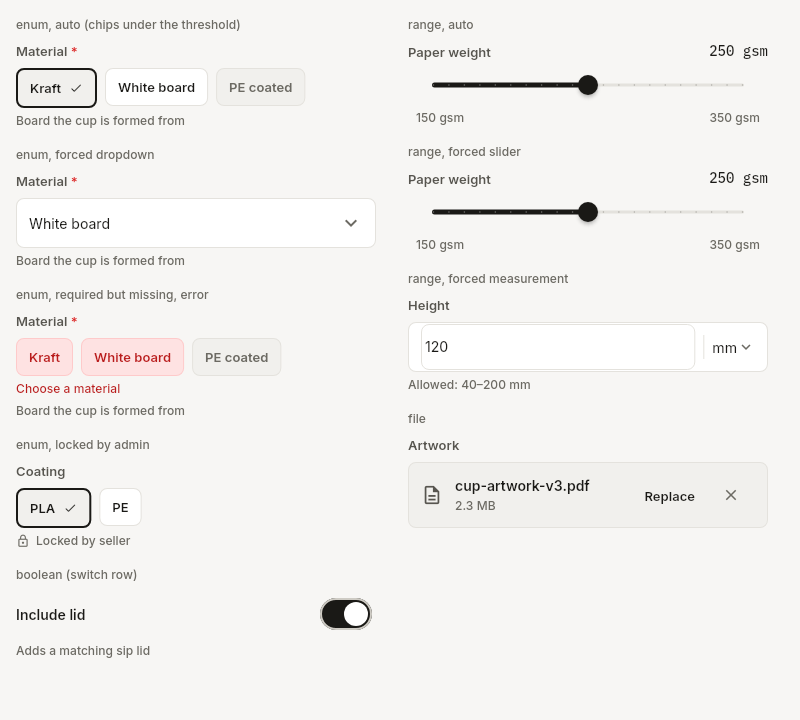 enum, auto (chips under the threshold)
Material *
Kraft
White board
PE coated
Board the cup is formed from
enum, forced dropdown
Material *
White board
Board the cup is formed from
enum, required but missing, error
Material *
Kraft
White board
PE coated
Choose a material
Board the cup is formed from
enum, locked by admin
Coating
PLA
PE
Locked by seller
boolean (switch row)
Include lid
Adds a matching sip lid
range, auto
Paper weight
250 gsm
150 gsm
350 gsm
range, forced slider
Paper weight
250 gsm
150 gsm
350 gsm
range, forced measurement
Height
120
mm
Allowed: 40–200 mm
file
Artwork
cup-artwork-v3.pdf
2.3 MB
Replace